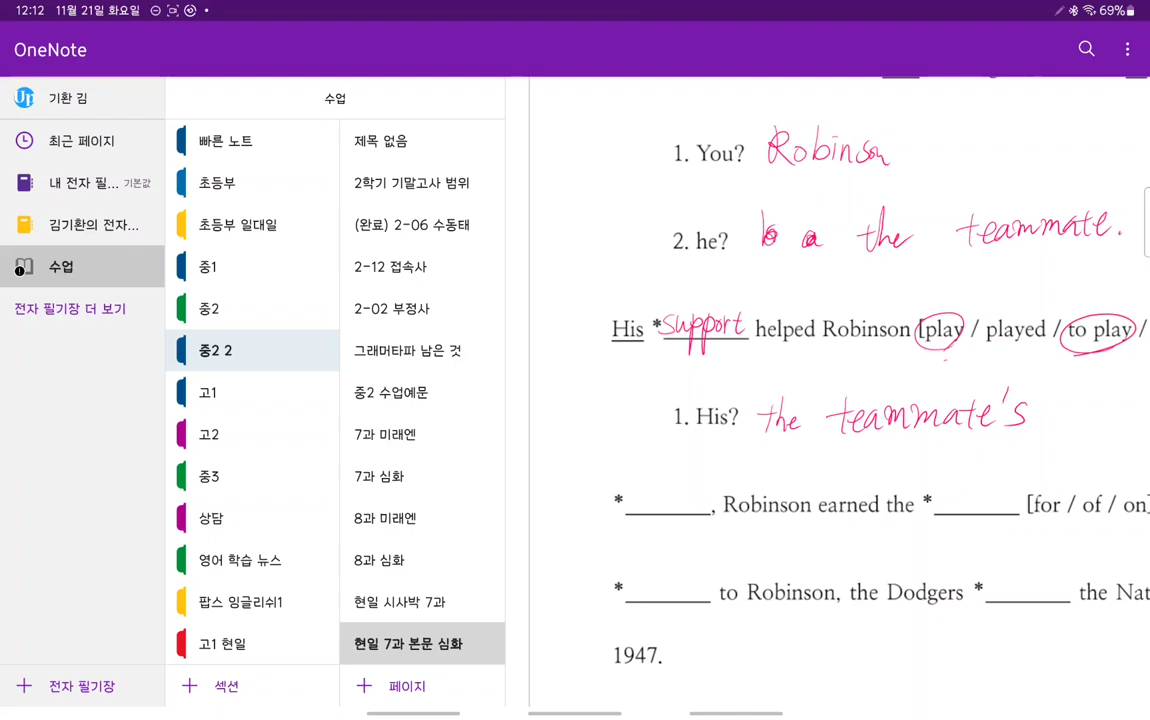 12:12 11월 21일 화요일 • 69%
OneNote
기환 김
최근 페이지
내 전자 필... 기본값
김기환의 전자...
수업
전자 필기장 더 보기
전자 필기장
빠른 노트
초등부
초등부 일대일
중1
중2
중2 2
고1
고2
중3
상담
영어 학습 뉴스
팝스 잉글리쉬1
고1 현일
섹션
수업
제목 없음
2학기 기말고사 범위
(완료) 2-06 수동태
2-12 접속사
2-02 부정사
그래머타파 남은 것
중2 수업예문
7과 미래엔
7과 심화
8과 미래엔
8과 심화
현일 시사박 7과
현일 7과 본문 심화
페이지
1. You? Robinson
2. he? the teammate.
His *support helped Robinson [play / played / to play /
1. His? the teammate's
*_______, Robinson earned the *_______ [for / of / on]
*_______ to Robinson, the Dodgers *_______ the Nat
1947.